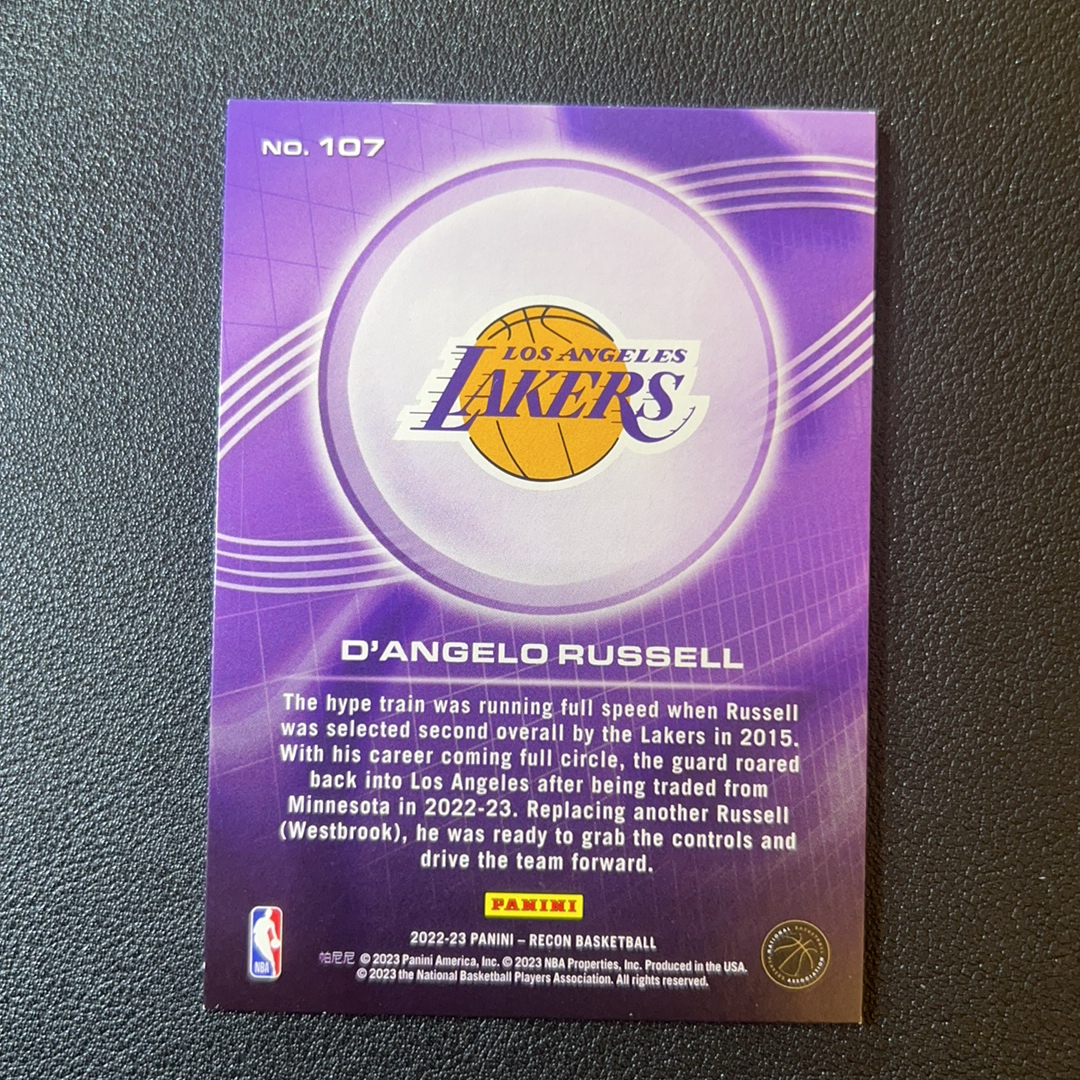 NO. 107
LOS ANGELES
LAKERS
D'ANGELO RUSSELL
The hype train was running full speed when Russell
was selected second overall by the Lakers in 2015.
With his career coming full circle, the guard roared
back into Los Angeles after being traded from
Minnesota in 2022-23. Replacing another Russell
(Westbrook), he was ready to grab the controls and
drive the team forward.
PANINI
2022-23 PANINI – RECON BASKETBALL
帕尼尼 © 2023 Panini America, Inc. © 2023 NBA Properties, Inc. Produced in the USA.
© 2023 the National Basketball Players Association. All rights reserved.
NBA
NATIONAL BASKETBALL PLAYERS ASSOCIATION